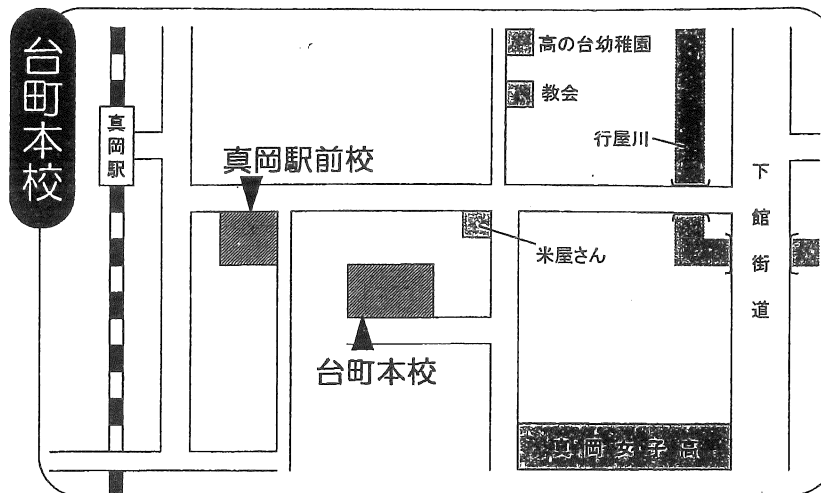 台町本校
真岡駅
高の台幼稚園
教会
行屋川
真岡駅前校
下館街道
米屋さん
台町本校
真岡女子高